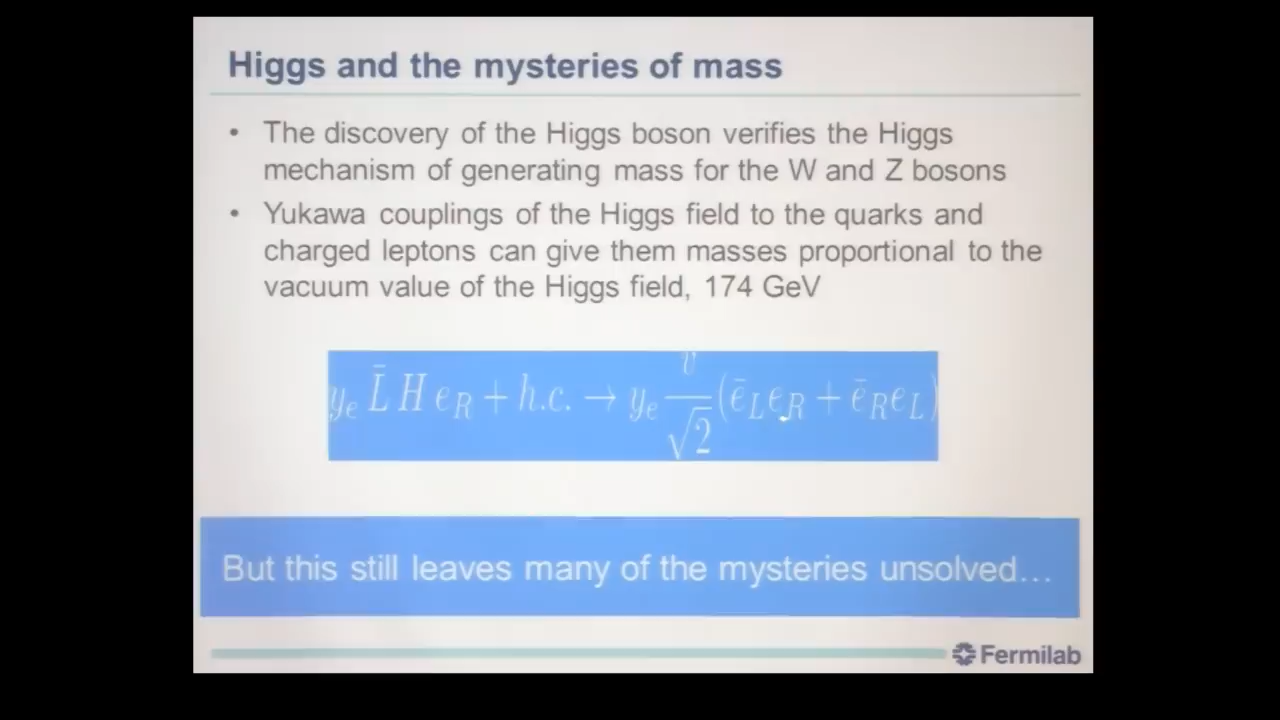 Higgs and the mysteries of mass
• The discovery of the Higgs boson verifies the Higgs
mechanism of generating mass for the W and Z bosons
• Yukawa couplings of the Higgs field to the quarks and
charged leptons can give them masses proportional to the
vacuum value of the Higgs field, 174 GeV
y_e L̄ H e_R + h.c. → y_e v/√2 (ē_L e_R + ē_R e_L)
But this still leaves many of the mysteries unsolved…
Fermilab